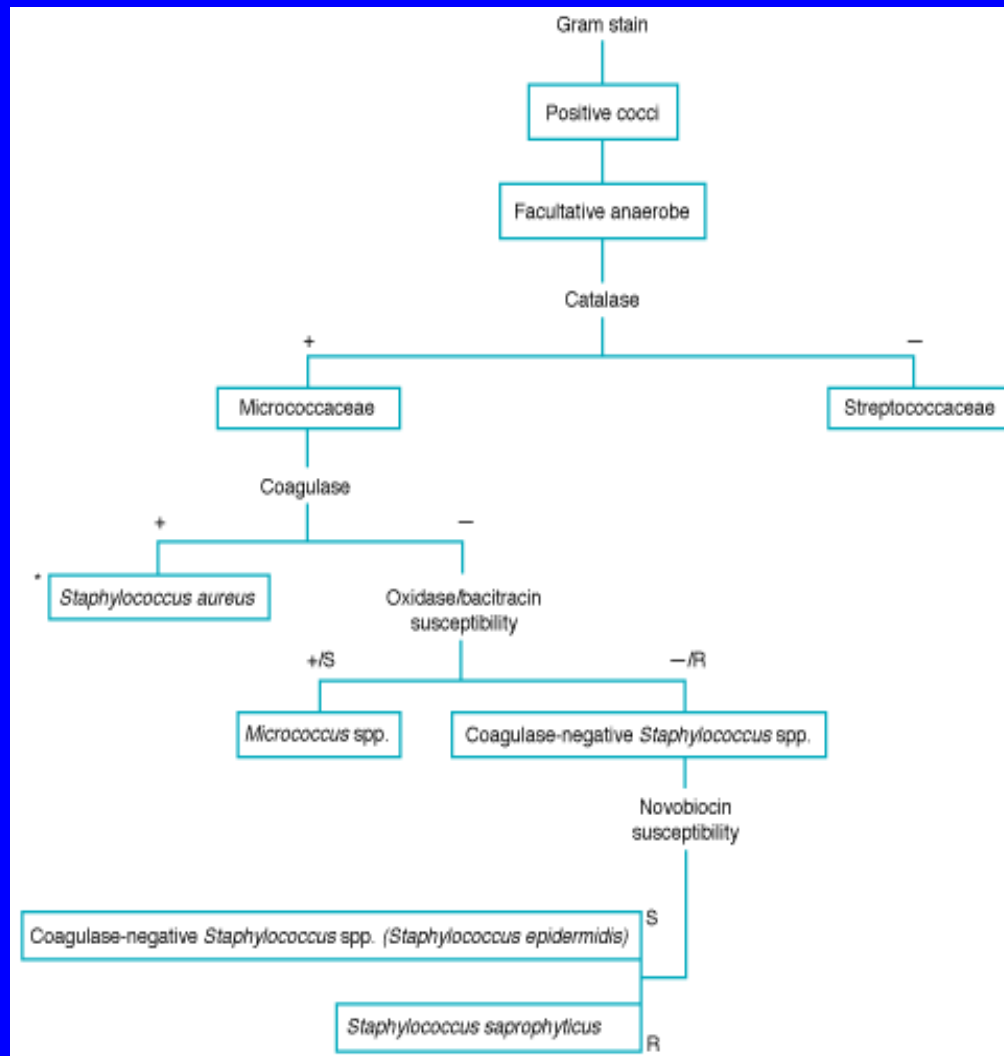 Gram stain
Positive cocci
Facultative anaerobe
Catalase
+ —
Micrococcaceae Streptococcaceae
Coagulase
+ —
* Staphylococcus aureus
Oxidase/bacitracin
susceptibility
+/S —/R
Micrococcus spp. Coagulase-negative Staphylococcus spp.
Novobiocin
susceptibility
S
Coagulase-negative Staphylococcus spp. (Staphylococcus epidermidis)
Staphylococcus saprophyticus
R